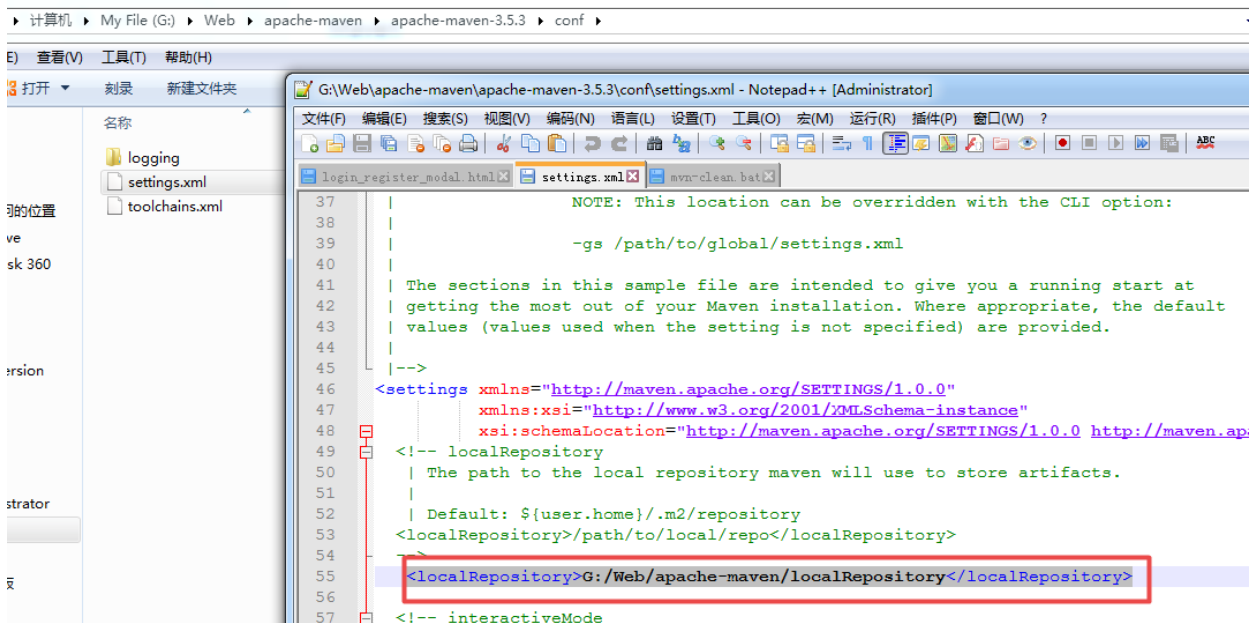 计算机 ▸ My File (G:) ▸ Web ▸ apache-maven ▸ apache-maven-3.5.3 ▸ conf ▸
E) 查看(V) 工具(T) 帮助(H)
打开 刻录 新建文件夹
名称
logging
settings.xml
toolchains.xml
的位置
ve
sk 360
ersion
strator
G:\Web\apache-maven\apache-maven-3.5.3\conf\settings.xml - Notepad++ [Administrator]
文件(F) 编辑(E) 搜索(S) 视图(V) 编码(N) 语言(L) 设置(T) 工具(O) 宏(M) 运行(R) 插件(P) 窗口(W) ?
ABC
login_register_modal.html settings.xml mvn-clean.bat
37 | NOTE: This location can be overridden with the CLI option:
38 |
39 | -gs /path/to/global/settings.xml
40 |
41 | The sections in this sample file are intended to give you a running start at
42 | getting the most out of your Maven installation. Where appropriate, the default
43 | values (values used when the setting is not specified) are provided.
44 |
45 |-->
46 <settings xmlns="http://maven.apache.org/SETTINGS/1.0.0"
47 xmlns:xsi="http://www.w3.org/2001/XMLSchema-instance"
48 xsi:schemaLocation="http://maven.apache.org/SETTINGS/1.0.0 http://maven.ap
49 <!-- localRepository
50 | The path to the local repository maven will use to store artifacts.
51 |
52 | Default: ${user.home}/.m2/repository
53 <localRepository>/path/to/local/repo</localRepository>
54 -->
55 <localRepository>G:/Web/apache-maven/localRepository</localRepository>
56
57 <!-- interactiveMode